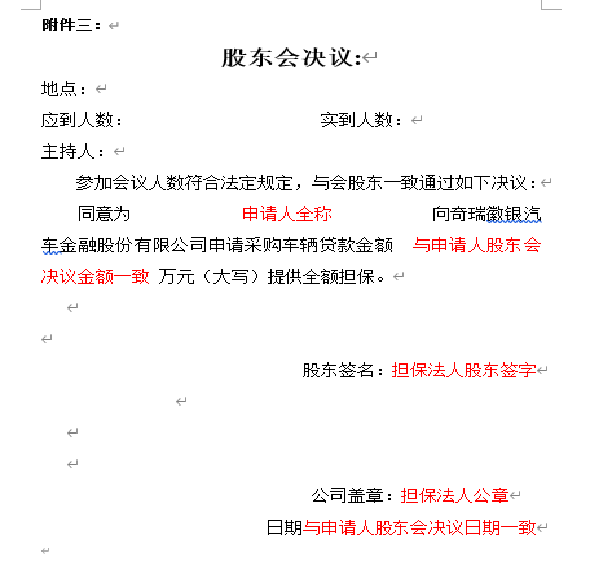 附件三：
股东会决议:
地点：
应到人数： 实到人数：
主持人：
参加会议人数符合法定规定，与会股东一致通过如下决议：
同意为 申请人全称 向奇瑞徽银汽
车金融股份有限公司申请采购车辆贷款金额 与申请人股东会
决议金额一致 万元（大写）提供全额担保。
股东签名：担保法人股东签字
公司盖章：担保法人公章
日期与申请人股东会决议日期一致